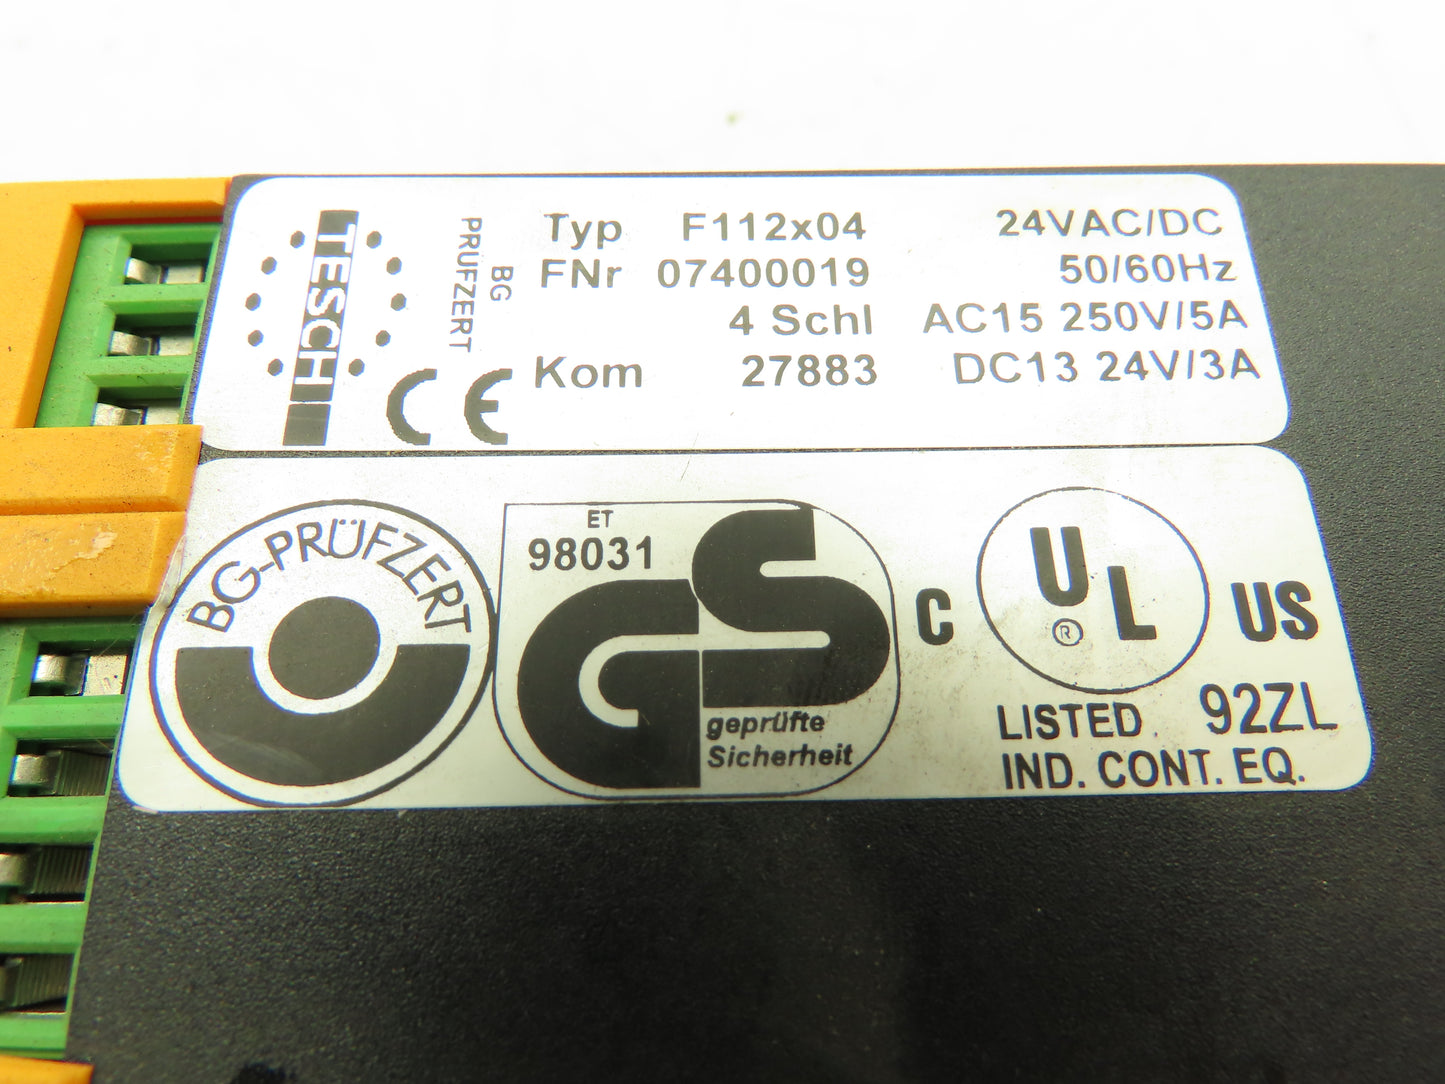 TESCH
BG
PRUFZERT
CE
Typ F112x04 24VAC/DC
FNr 07400019 50/60Hz
4 Schl AC15 250V/5A
Kom 27883 DC13 24V/3A
BG-PRÜFZERT
ET
98031
GS
geprüfte
Sicherheit
C UL US
®
LISTED 92ZL
IND. CONT. EQ.